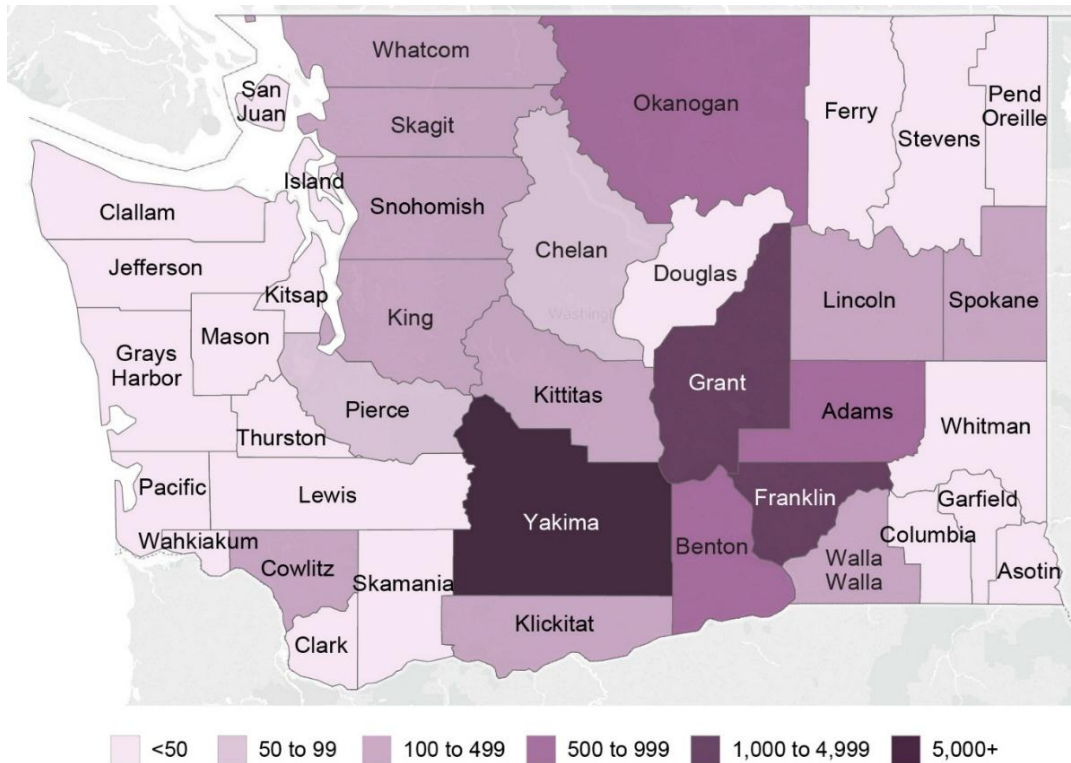 Whatcom
San
Juan
Okanogan
Ferry
Stevens
Pend
Oreille
Skagit
Island
Snohomish
Clallam
Chelan
Jefferson
Douglas
Kitsap
King
Lincoln
Spokane
Mason
Grays
Harbor
Kittitas
Grant
Pierce
Adams
Thurston
Whitman
Pacific
Lewis
Yakima
Franklin
Garfield
Wahkiakum
Columbia
Benton
Cowlitz
Skamania
Walla
Walla
Asotin
Klickitat
Clark
<50
50 to 99
100 to 499
500 to 999
1,000 to 4,999
5,000+